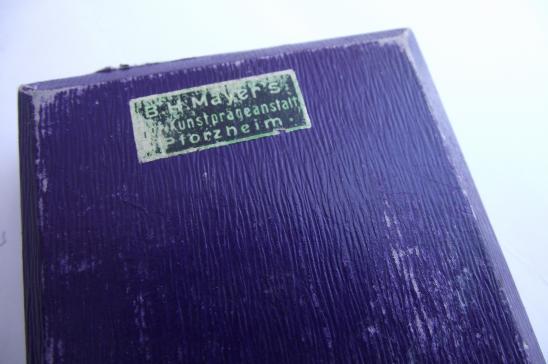 B.H. Mayer's
Kunstprägeanstalt
Pforzheim.